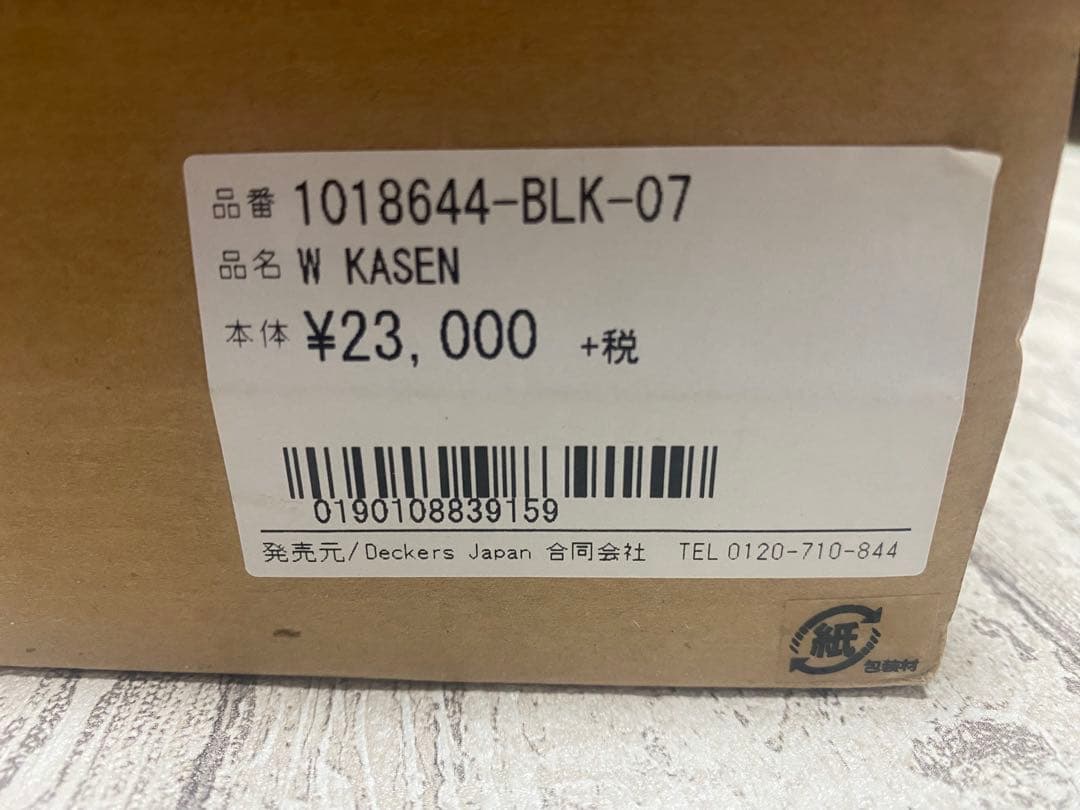 品番 1018644-BLK-07
品名 W KASEN
本体 ¥23,000 +税
0190108839159
発売元/Deckers Japan 合同会社 TEL 0120-710-844
紙
包装材